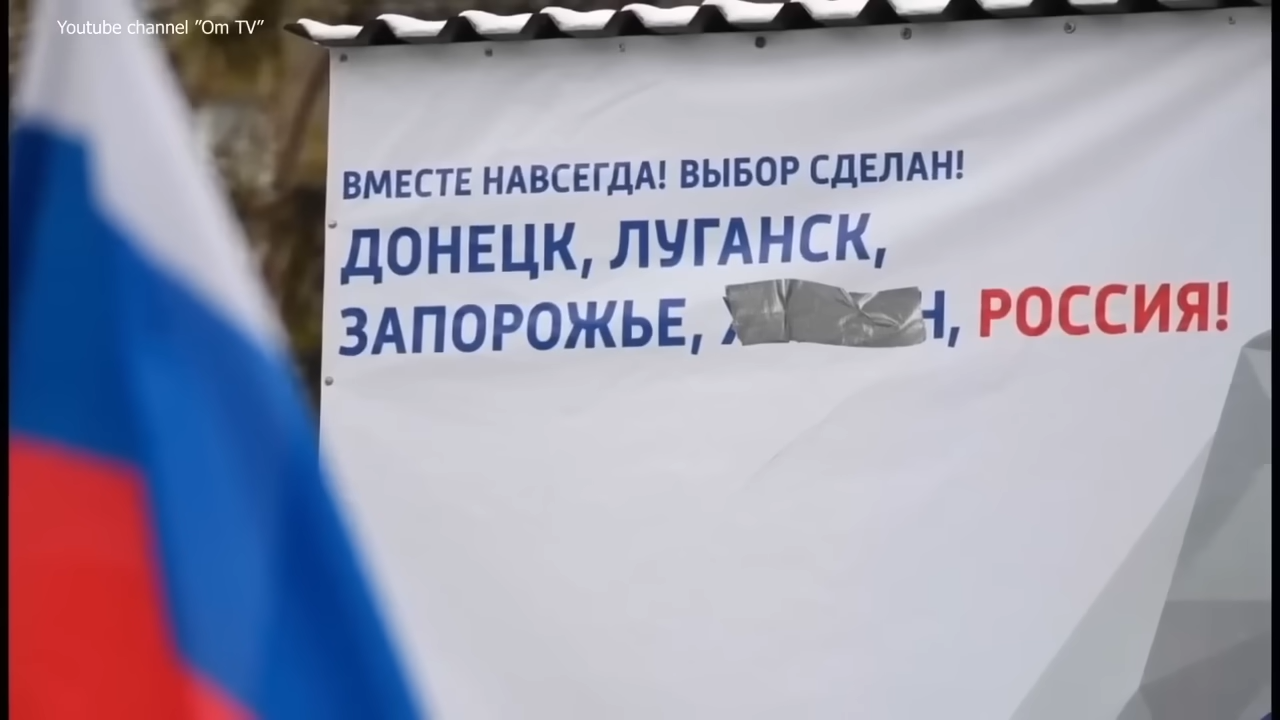 Youtube channel "Om TV"
ВМЕСТЕ НАВСЕГДА! ВЫБОР СДЕЛАН!
ДОНЕЦК, ЛУГАНСК,
ЗАПОРОЖЬЕ, РОССИЯ!